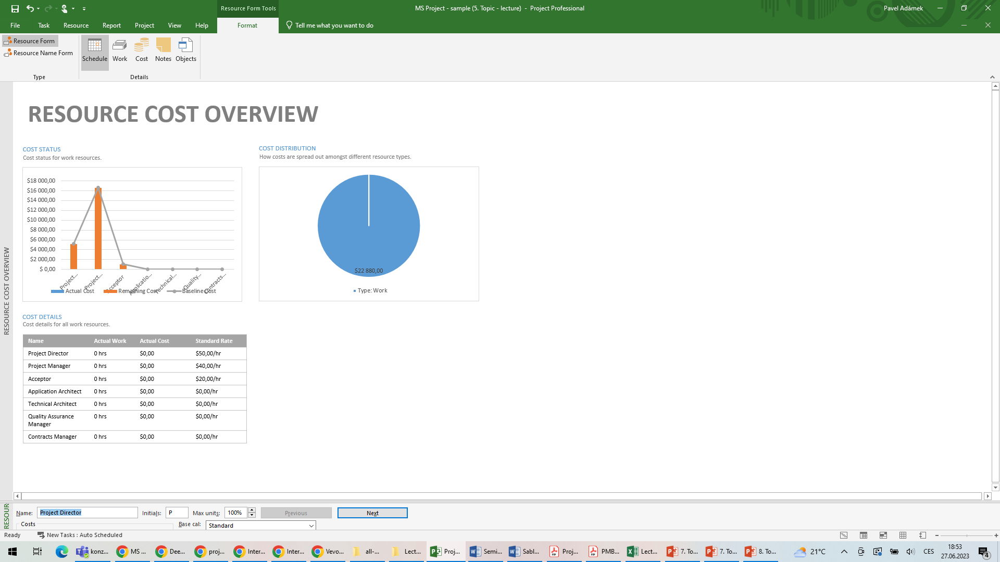 Resource Form Tools
MS Project - sample (5. Topic - lecture) - Project Professional
Pavel Adámek
File Task Resource Report Project View Help Format Tell me what you want to do
Resource Form
Resource Name Form
Schedule Work Cost Notes Objects
Type Details
RESOURCE COST OVERVIEW
RESOURCE COST OVERVIEW
COST STATUS
Cost status for work resources.
$18 000,00
$16 000,00
$14 000,00
$12 000,00
$10 000,00
$8 000,00
$6 000,00
$4 000,00
$2 000,00
$ 0,00
Project... Project... Acceptor Applicatio... Technical... Quality... Contracts...
Actual Cost Remaining Cost Baseline Cost
COST DISTRIBUTION
How costs are spread out amongst different resource types.
$22 880,00
Type: Work
COST DETAILS
Cost details for all work resources.
Name Actual Work Actual Cost Standard Rate
Project Director 0 hrs $0,00 $50,00/hr
Project Manager 0 hrs $0,00 $40,00/hr
Acceptor 0 hrs $0,00 $20,00/hr
Application Architect 0 hrs $0,00 $0,00/hr
Technical Architect 0 hrs $0,00 $0,00/hr
Quality Assurance 0 hrs $0,00 $0,00/hr
Manager
Contracts Manager 0 hrs $0,00 $0,00/hr
RESOUR
Name: Project Director Initials: P Max units: 100% Previous Next
Costs Base cal: Standard
Ready New Tasks : Auto Scheduled
konz... MS ... Dee... proj... Inter... Inter... Vevo... all-... Lect... Proj... Semi... Sabl... Proj... PMB... Lect... 7. To... 7. To... 8. To... 21°C CES
18:53
27.06.2023
4